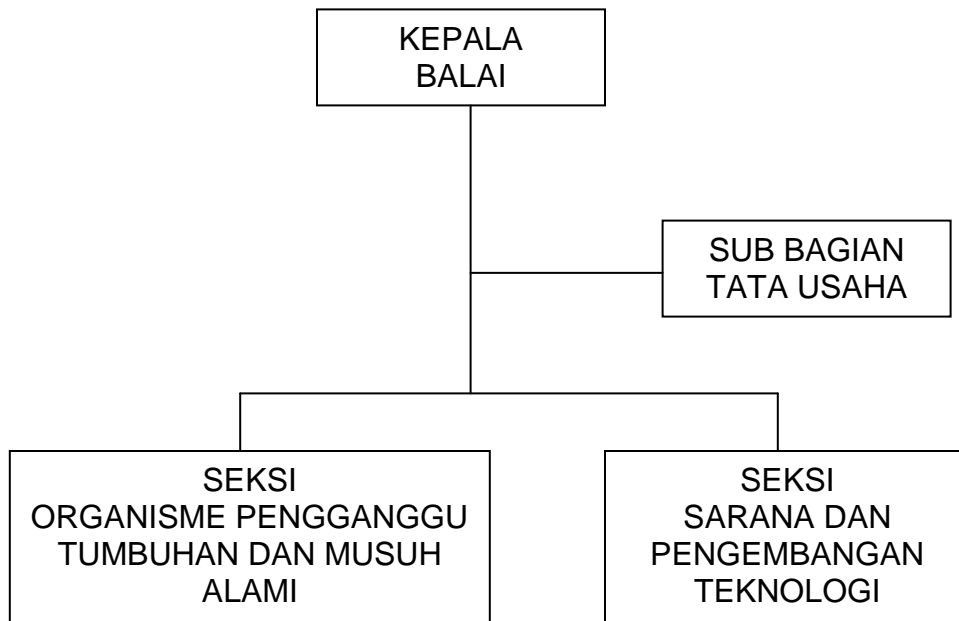 KEPALA
BALAI
SUB BAGIAN
TATA USAHA
SEKSI
ORGANISME PENGGANGGU
TUMBUHAN DAN MUSUH
ALAMI
SEKSI
SARANA DAN
PENGEMBANGAN
TEKNOLOGI